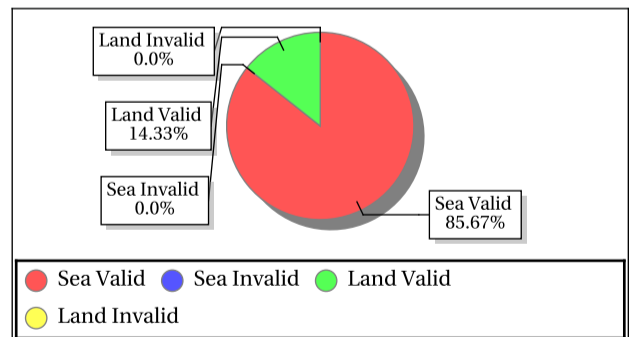 Land Invalid
0.0%
Land Valid
14.33%
Sea Invalid
0.0%
Sea Valid
85.67%
Sea Valid Sea Invalid Land Valid
Land Invalid